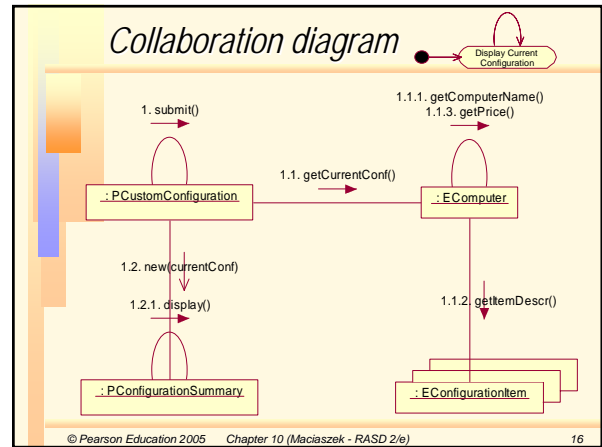 Collaboration diagram
Display Current
Configuration
1. submit()
1.1.1. getComputerName()
1.1.3. getPrice()
1.1. getCurrentConf()
: PCustomConfiguration
: EComputer
1.2. new(currentConf)
1.2.1. display()
1.1.2. getItemDescr()
: PConfigurationSummary
: EConfigurationItem
© Pearson Education 2005 Chapter 10 (Maciaszek - RASD 2/e) 16